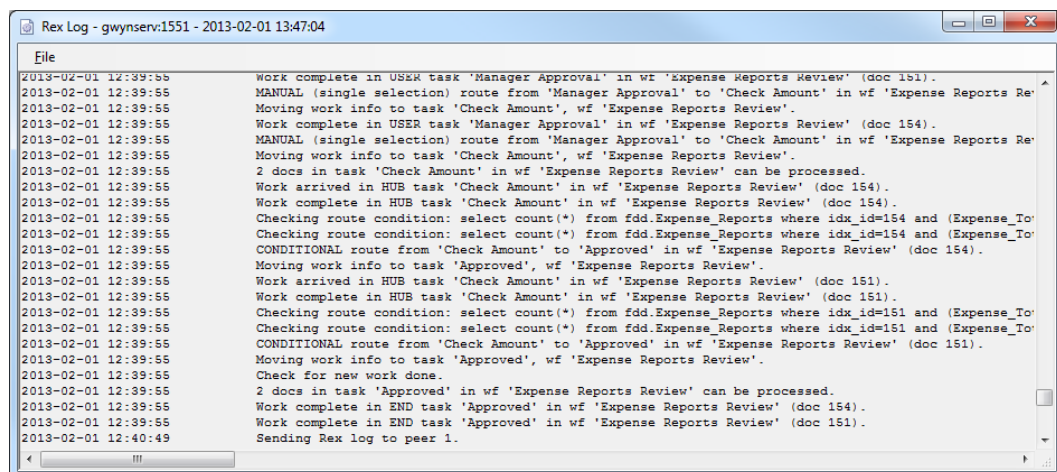 Rex Log - gwynserv:1551 - 2013-02-01 13:47:04
File
2013-02-01 12:39:55 Work complete in USER task 'Manager Approval' in wf 'Expense Reports Review' (doc 151).
2013-02-01 12:39:55 MANUAL (single selection) route from 'Manager Approval' to 'Check Amount' in wf 'Expense Reports Re
2013-02-01 12:39:55 Moving work info to task 'Check Amount', wf 'Expense Reports Review'.
2013-02-01 12:39:55 Work complete in USER task 'Manager Approval' in wf 'Expense Reports Review' (doc 154).
2013-02-01 12:39:55 MANUAL (single selection) route from 'Manager Approval' to 'Check Amount' in wf 'Expense Reports Re
2013-02-01 12:39:55 Moving work info to task 'Check Amount', wf 'Expense Reports Review'.
2013-02-01 12:39:55 2 docs in task 'Check Amount' in wf 'Expense Reports Review' can be processed.
2013-02-01 12:39:55 Work arrived in HUB task 'Check Amount' in wf 'Expense Reports Review' (doc 154).
2013-02-01 12:39:55 Work complete in HUB task 'Check Amount' in wf 'Expense Reports Review' (doc 154).
2013-02-01 12:39:55 Checking route condition: select count(*) from fdd.Expense_Reports where idx_id=154 and (Expense_To
2013-02-01 12:39:55 Checking route condition: select count(*) from fdd.Expense_Reports where idx_id=154 and (Expense_To
2013-02-01 12:39:55 CONDITIONAL route from 'Check Amount' to 'Approved' in wf 'Expense Reports Review' (doc 154).
2013-02-01 12:39:55 Moving work info to task 'Approved', wf 'Expense Reports Review'.
2013-02-01 12:39:55 Work arrived in HUB task 'Check Amount' in wf 'Expense Reports Review' (doc 151).
2013-02-01 12:39:55 Work complete in HUB task 'Check Amount' in wf 'Expense Reports Review' (doc 151).
2013-02-01 12:39:55 Checking route condition: select count(*) from fdd.Expense_Reports where idx_id=151 and (Expense_To
2013-02-01 12:39:55 Checking route condition: select count(*) from fdd.Expense_Reports where idx_id=151 and (Expense_To
2013-02-01 12:39:55 CONDITIONAL route from 'Check Amount' to 'Approved' in wf 'Expense Reports Review' (doc 151).
2013-02-01 12:39:55 Moving work info to task 'Approved', wf 'Expense Reports Review'.
2013-02-01 12:39:55 Check for new work done.
2013-02-01 12:39:55 2 docs in task 'Approved' in wf 'Expense Reports Review' can be processed.
2013-02-01 12:39:55 Work complete in END task 'Approved' in wf 'Expense Reports Review' (doc 154).
2013-02-01 12:39:55 Work complete in END task 'Approved' in wf 'Expense Reports Review' (doc 151).
2013-02-01 12:40:49 Sending Rex log to peer 1.